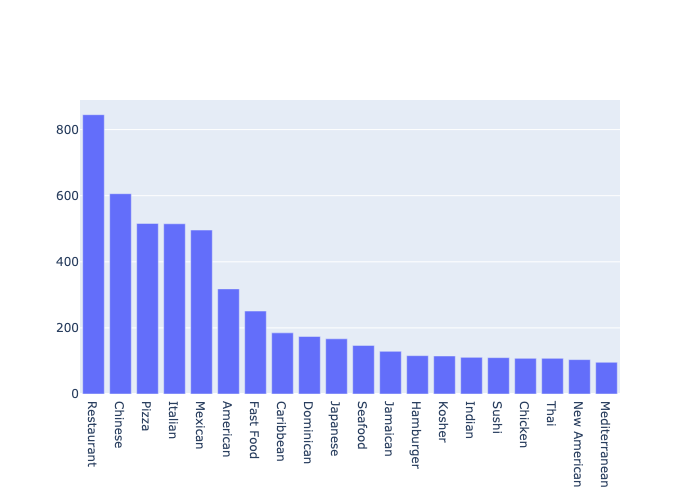 800
600
400
200
0
Restaurant
Chinese
Pizza
Italian
Mexican
American
Fast Food
Caribbean
Dominican
Japanese
Seafood
Jamaican
Hamburger
Kosher
Indian
Sushi
Chicken
Thai
New American
Mediterranean